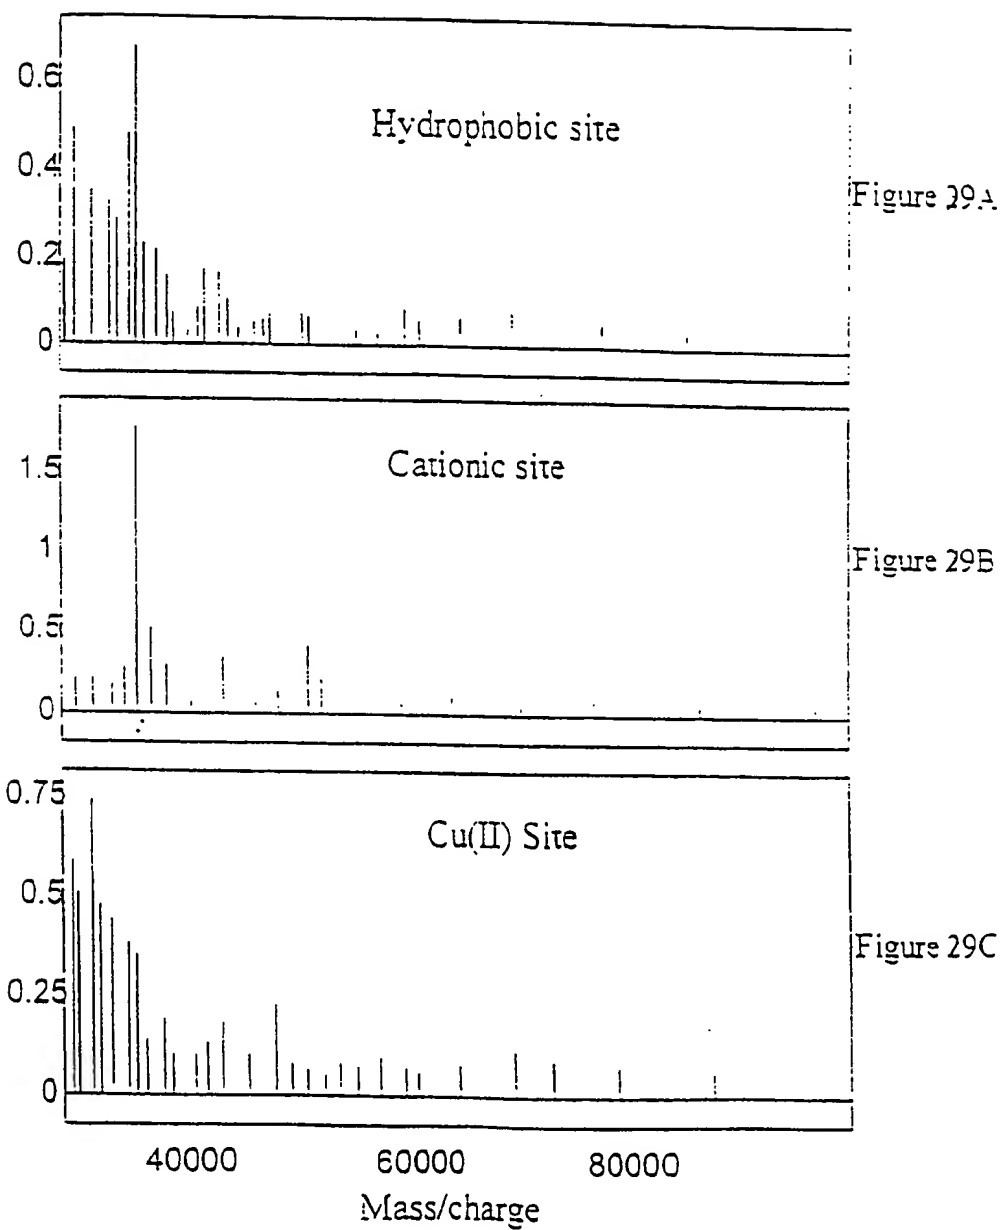 0.6
0.4
0.2
0
Hydrophobic site
Figure 29A
1.5
1
0.5
0
Cationic site
Figure 29B
0.75
0.5
0.25
0
Cu(II) Site
Figure 29C
40000 60000 80000
Mass/charge